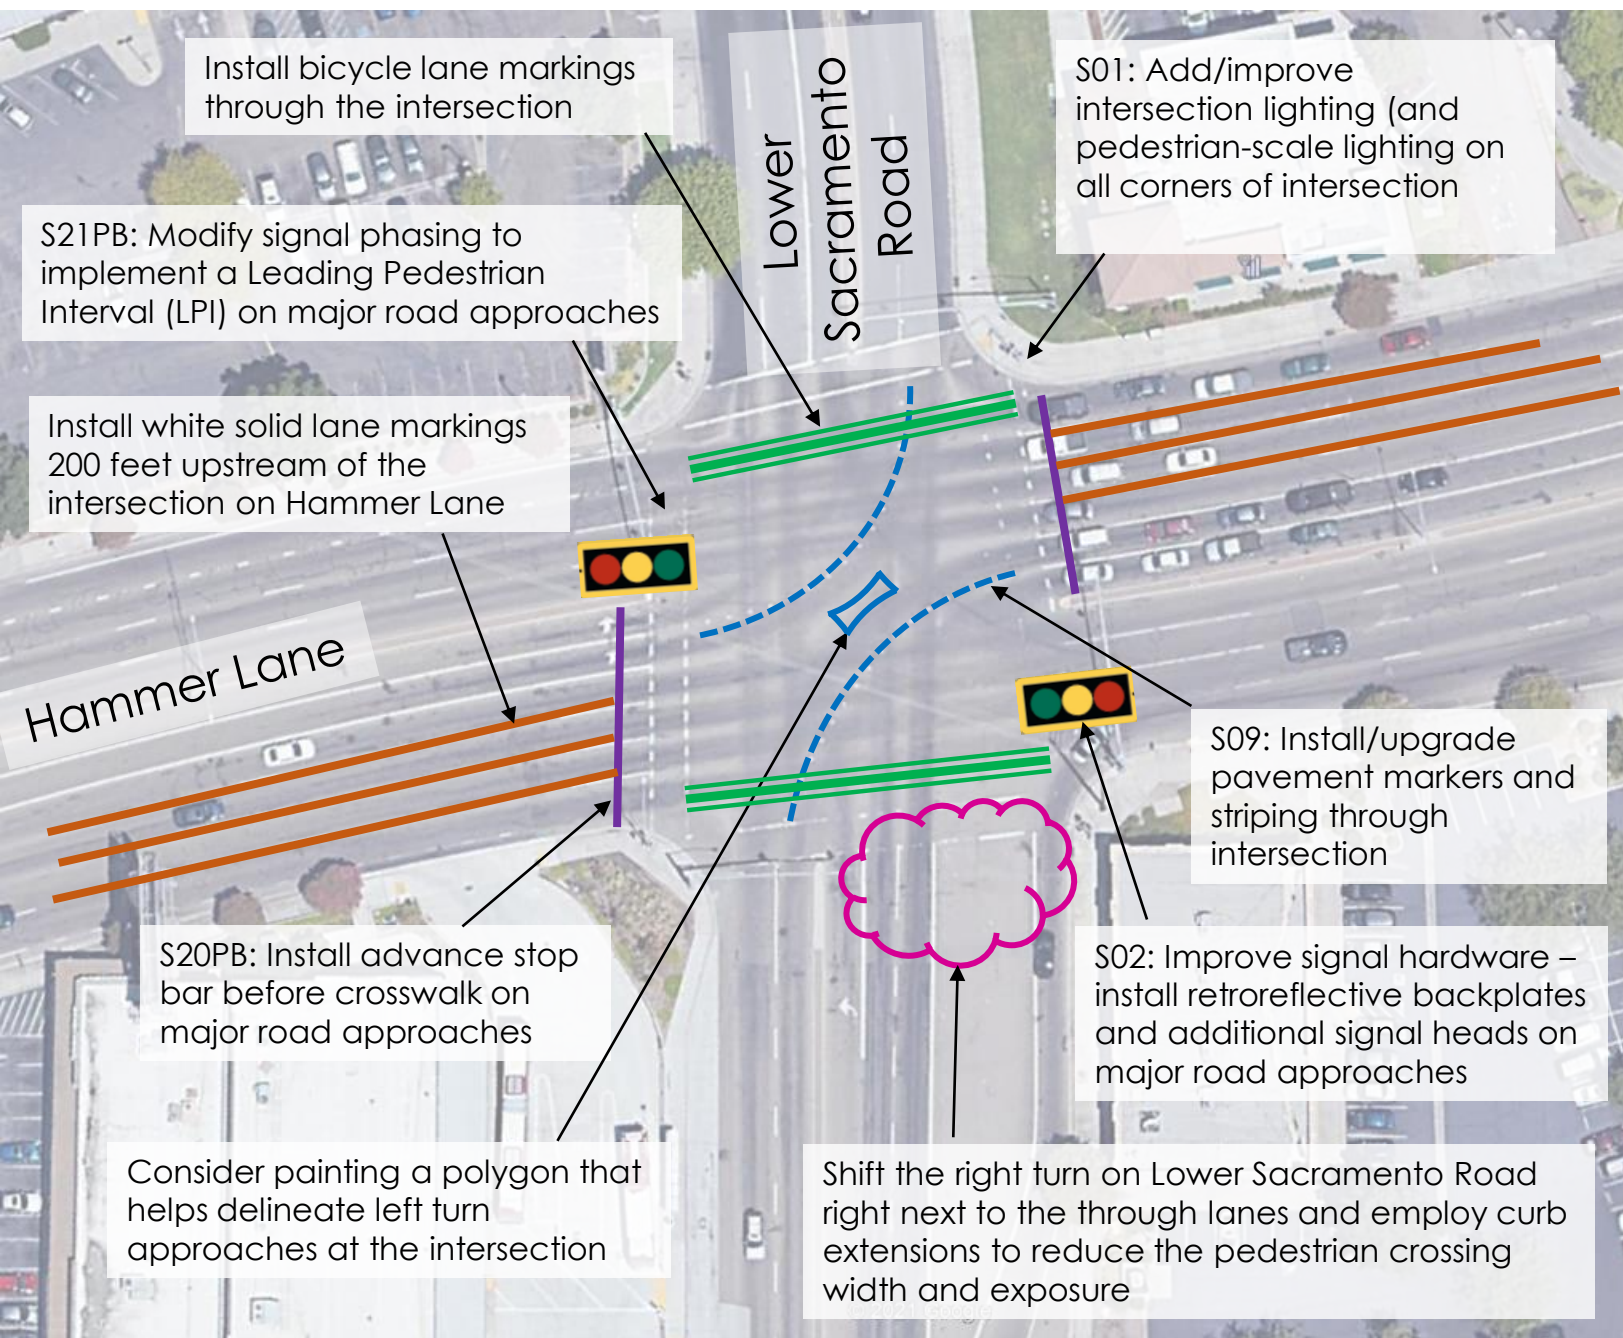 Install bicycle lane markings
through the intersection
Lower
Sacramento
Road
S01: Add/improve
intersection lighting (and
pedestrian-scale lighting on
all corners of intersection
S21PB: Modify signal phasing to
implement a Leading Pedestrian
Interval (LPI) on major road approaches
Install white solid lane markings
200 feet upstream of the
intersection on Hammer Lane
Hammer Lane
S09: Install/upgrade
pavement markers and
striping through
intersection
S20PB: Install advance stop
bar before crosswalk on
major road approaches
S02: Improve signal hardware –
install retroreflective backplates
and additional signal heads on
major road approaches
Consider painting a polygon that
helps delineate left turn
approaches at the intersection
Shift the right turn on Lower Sacramento Road
right next to the through lanes and employ curb
extensions to reduce the pedestrian crossing
width and exposure
© 2021 Google